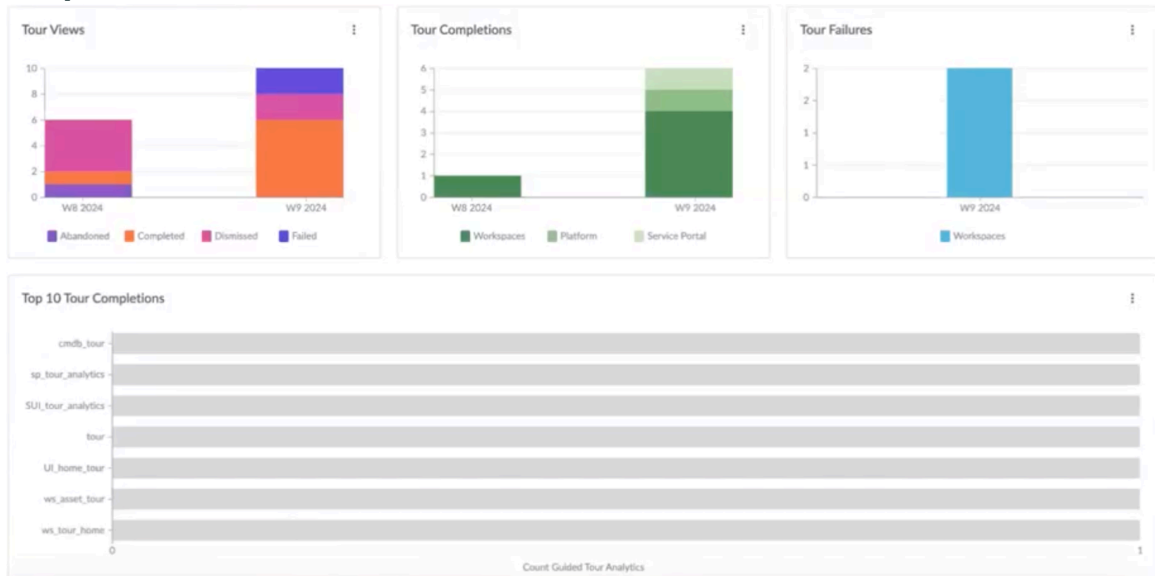 Tour Views
10
8
6
4
2
0
W8 2024 W9 2024
Abandoned Completed Dismissed Failed
Tour Completions
6
5
4
3
2
1
0
W8 2024 W9 2024
Workspaces Platform Service Portal
Tour Failures
2
2
1
1
0
W9 2024
Workspaces
Top 10 Tour Completions
cmdb_tour
sp_tour_analytics
SUI_tour_analytics
tour
UI_home_tour
ws_asset_tour
ws_tour_home
0 1
Count Guided Tour Analytics